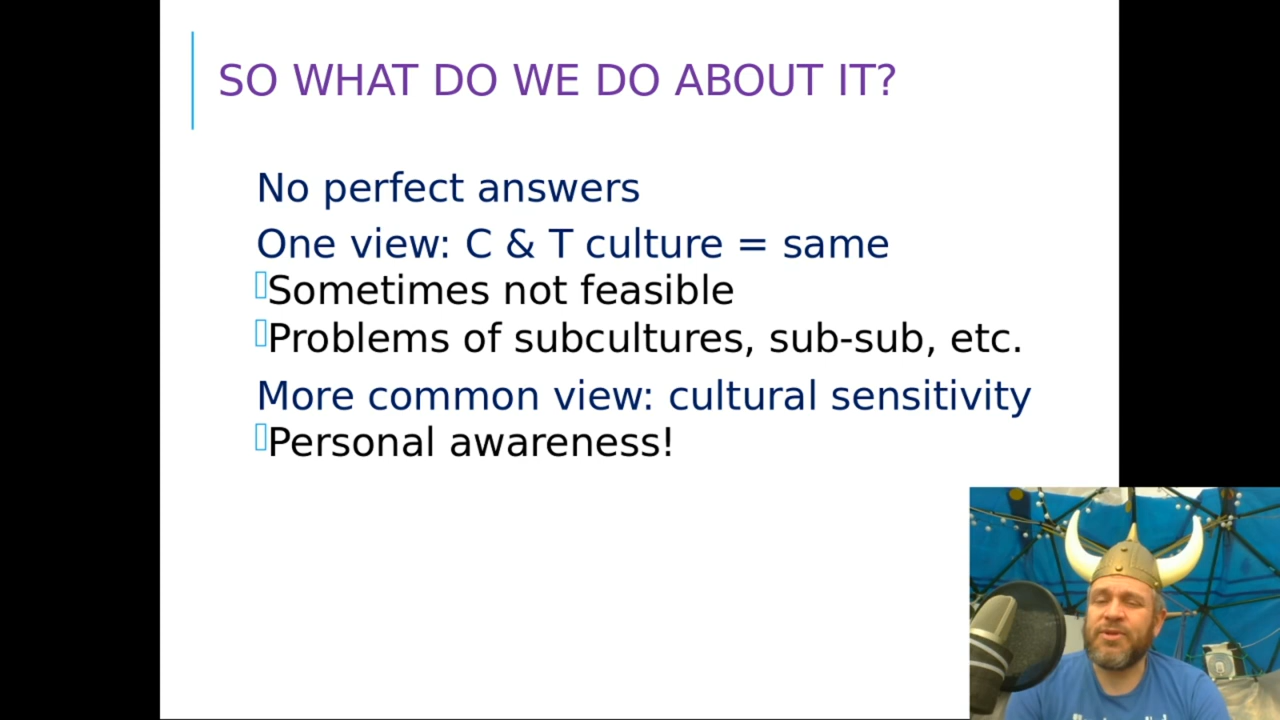 SO WHAT DO WE DO ABOUT IT?
No perfect answers
One view: C & T culture = same
Sometimes not feasible
Problems of subcultures, sub-sub, etc.
More common view: cultural sensitivity
Personal awareness!